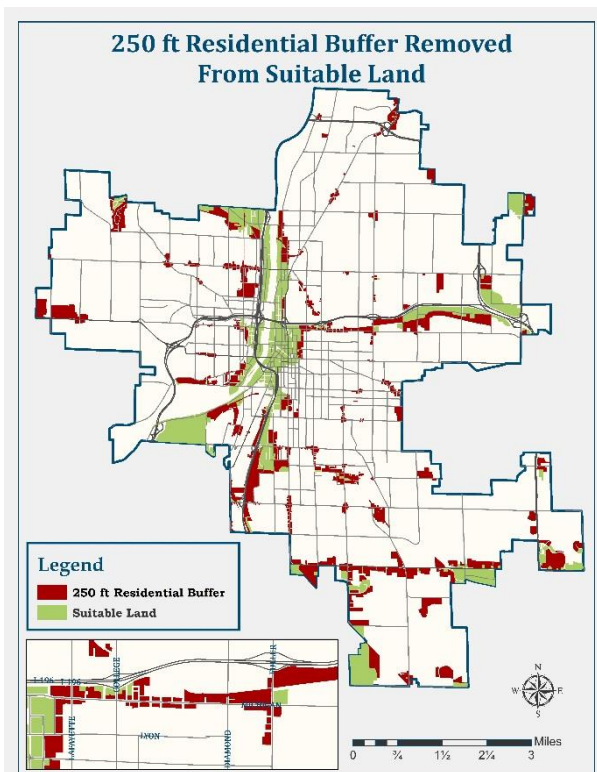 250 ft Residential Buffer Removed
From Suitable Land
Legend
250 ft Residential Buffer
Suitable Land
I-196
I-196
COLLEGE
FULLER
MICHIGAN
LAFAYETTE
LYON
DIAMOND
N
W
E
S
Miles
0 ¾ 1½ 2¼ 3